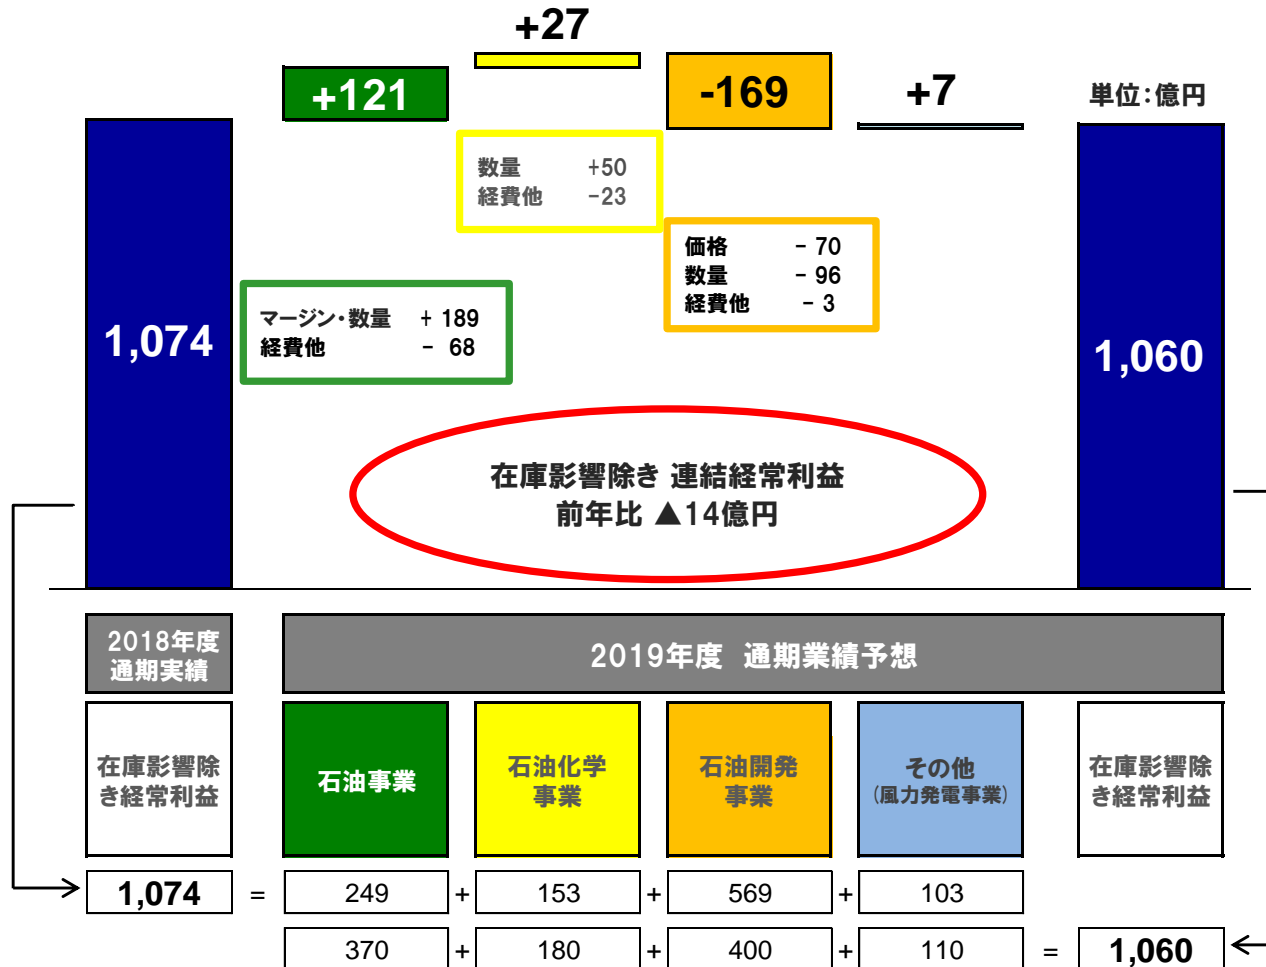 +27
+121
-169
+7
単位：億円
数量 +50
経費他 -23
価格 - 70
数量 - 96
経費他 - 3
マージン・数量 + 189
経費他 - 68
1,074
1,060
在庫影響除き 連結経常利益
前年比 ▲14億円
2018年度
通期実績
2019年度 通期業績予想
在庫影響除
き経常利益
石油事業
石油化学
事業
石油開発
事業
その他
（風力発電事業）
在庫影響除
き経常利益
1,074 = 249 + 153 + 569 + 103
370 + 180 + 400 + 110 = 1,060